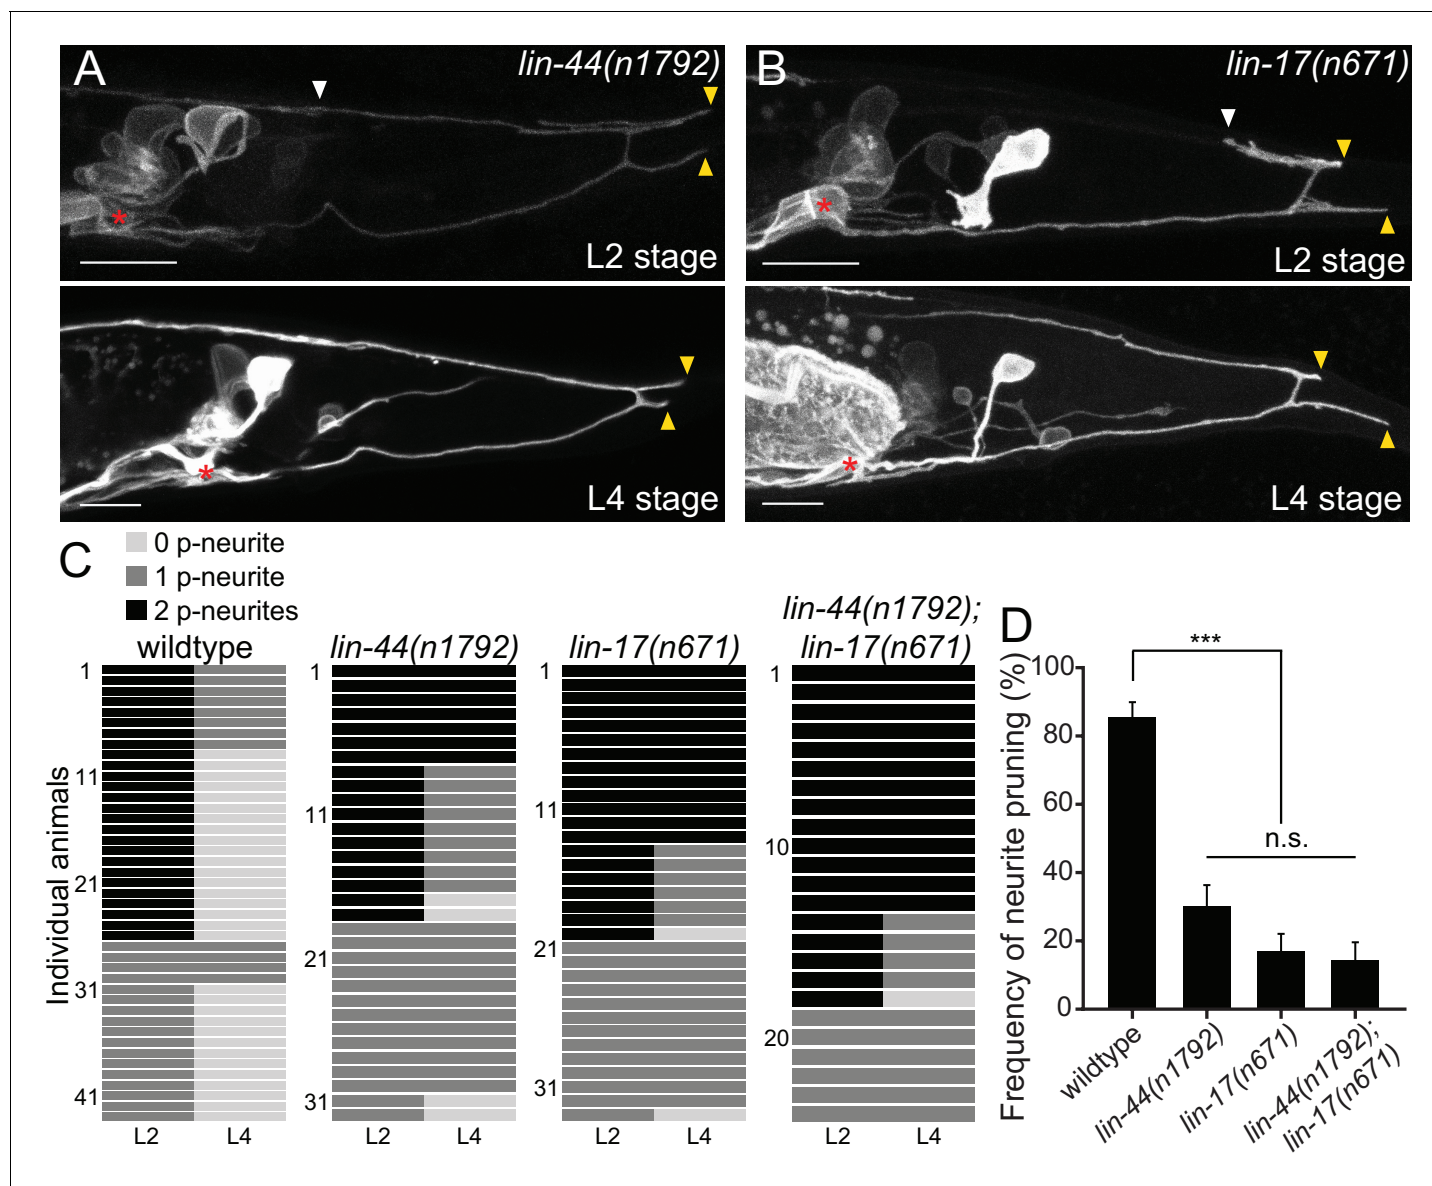 A
lin-44(n1792)
*
L2 stage
*
L4 stage
B
lin-17(n671)
*
L2 stage
*
L4 stage
C
0 p-neurite
1 p-neurite
2 p-neurites
Individual animals
wildtype
1
11
21
31
41
L2 L4
lin-44(n1792)
1
11
21
31
L2 L4
lin-17(n671)
1
11
21
31
L2 L4
lin-44(n1792);
lin-17(n671)
1
10
20
L2 L4
D
Frequency of neurite pruning (%)
100
80
60
40
20
0
***
n.s.
wildtype
lin-44(n1792)
lin-17(n671)
lin-44(n1792);
lin-17(n671)